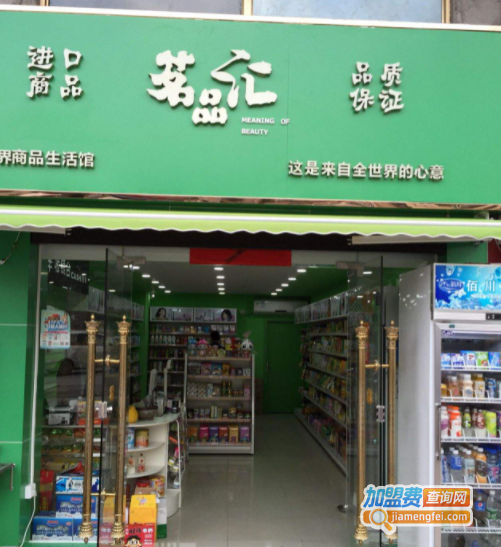 进口
商品
茗品汇
MEANING OF
BEAUTY
品质
保证
界商品生活馆
这是来自全世界的心意
佰川
加盟费查询网
jiamengfei.com